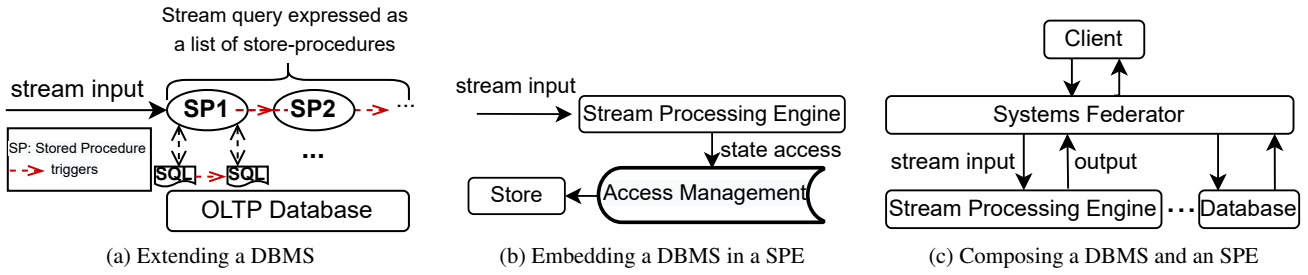 Stream query expressed as
a list of store-procedures
stream input
SP1
SP2
...
SP: Stored Procedure
triggers
...
SQL
SQL
OLTP Database
(a) Extending a DBMS
stream input
Stream Processing Engine
state access
Store
Access Management
(b) Embedding a DBMS in a SPE
Client
Systems Federator
stream input
output
Stream Processing Engine
...
Database
(c) Composing a DBMS and an SPE